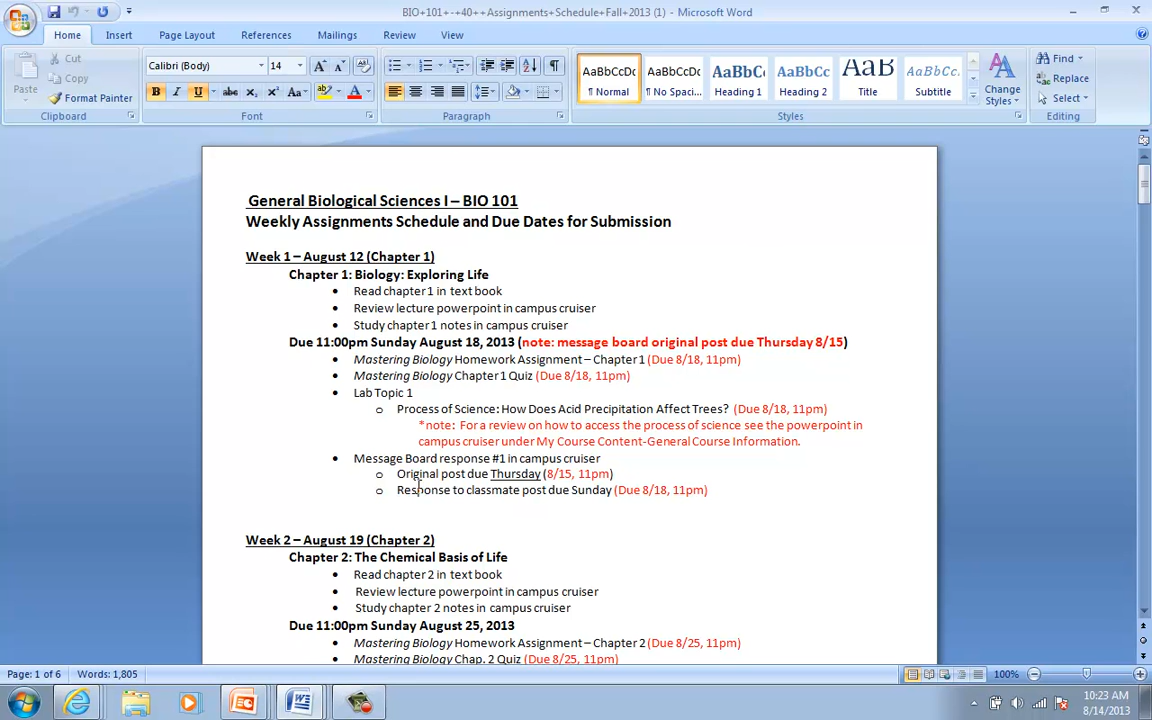 BIO+101+-+40++Assignments+Schedule+Fall+2013 (1) - Microsoft Word
Home Insert Page Layout References Mailings Review View
Paste
Cut
Copy
Format Painter
Clipboard
Calibri (Body) 14
B I U abc X₂ X² Aa
Font
Paragraph
AaBbCcDc AaBbCcDc AaBbC AaBbCc AaB AaBbCc.
¶ Normal ¶ No Spaci... Heading 1 Heading 2 Title Subtitle
Change Styles
Styles
Find
Replace
Select
Editing
General Biological Sciences I – BIO 101
Weekly Assignments Schedule and Due Dates for Submission
Week 1 – August 12 (Chapter 1)
Chapter 1: Biology: Exploring Life
• Read chapter 1 in text book
• Review lecture powerpoint in campus cruiser
• Study chapter 1 notes in campus cruiser
Due 11:00pm Sunday August 18, 2013 (note: message board original post due Thursday 8/15)
• Mastering Biology Homework Assignment – Chapter 1 (Due 8/18, 11pm)
• Mastering Biology Chapter 1 Quiz (Due 8/18, 11pm)
• Lab Topic 1
o Process of Science: How Does Acid Precipitation Affect Trees? (Due 8/18, 11pm)
*note: For a review on how to access the process of science see the powerpoint in
campus cruiser under My Course Content-General Course Information.
• Message Board response #1 in campus cruiser
o Original post due Thursday (8/15, 11pm)
o Response to classmate post due Sunday (Due 8/18, 11pm)
Week 2 – August 19 (Chapter 2)
Chapter 2: The Chemical Basis of Life
• Read chapter 2 in text book
• Review lecture powerpoint in campus cruiser
• Study chapter 2 notes in campus cruiser
Due 11:00pm Sunday August 25, 2013
• Mastering Biology Homework Assignment – Chapter 2 (Due 8/25, 11pm)
• Mastering Biology Chap. 2 Quiz (Due 8/25, 11pm)
Page: 1 of 6 Words: 1,805 100%
10:23 AM
8/14/2013